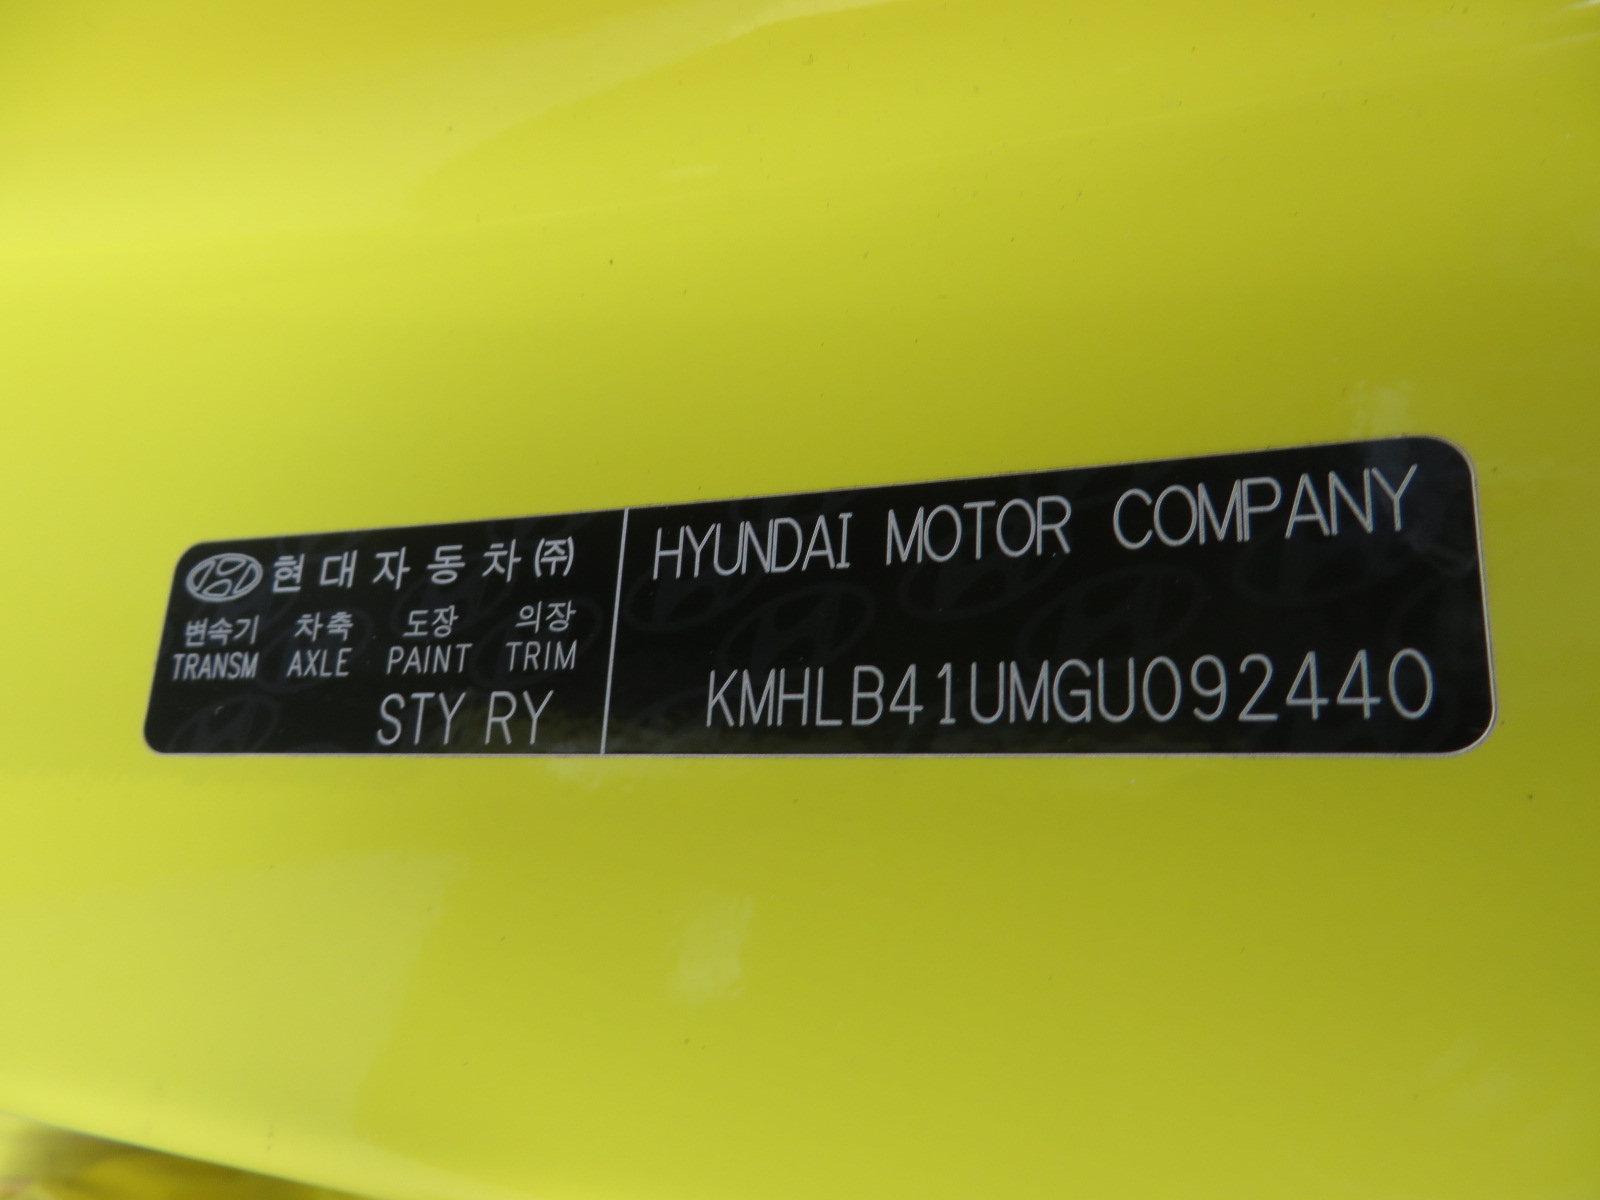 현대자동차(주)
변속기 차축 도장 의장
TRANSM AXLE PAINT TRIM
STY RY
HYUNDAI MOTOR COMPANY
KMHLB41UMGU092440